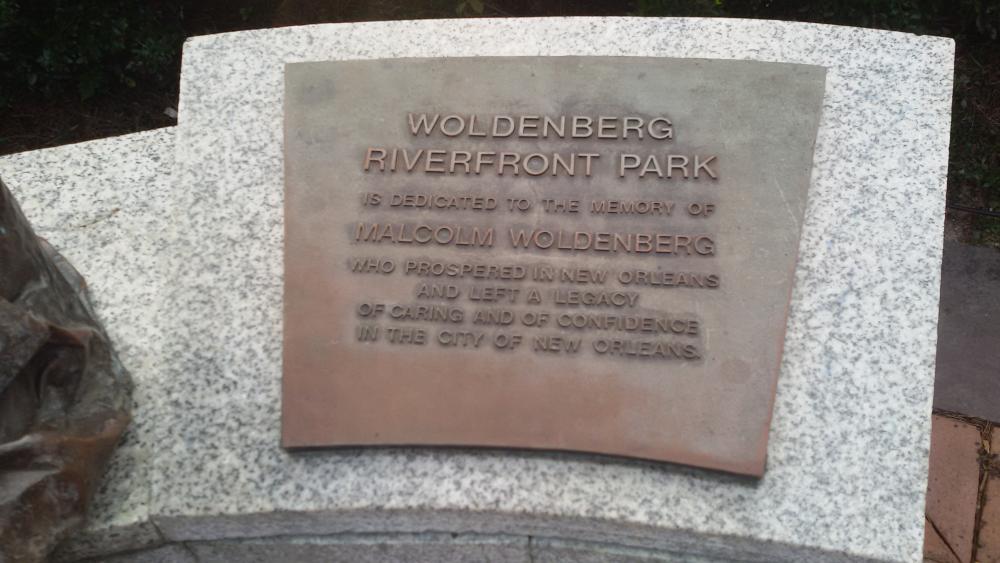 WOLDENBERG
RIVERFRONT PARK
IS DEDICATED TO THE MEMORY OF
MALCOLM WOLDENBERG
WHO PROSPERED IN NEW ORLEANS
AND LEFT A LEGACY
OF CARING AND OF CONFIDENCE
IN THE CITY OF NEW ORLEANS.